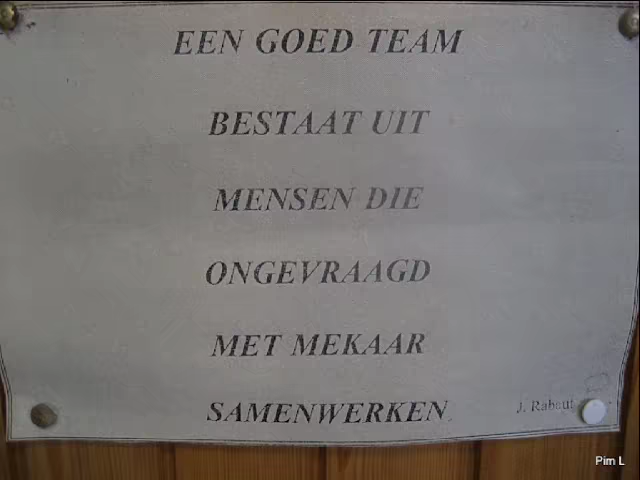 EEN GOED TEAM
BESTAAT UIT
MENSEN DIE
ONGEVRAAGD
MET MEKAAR
SAMENWERKEN
J. Rabaut
Pim L